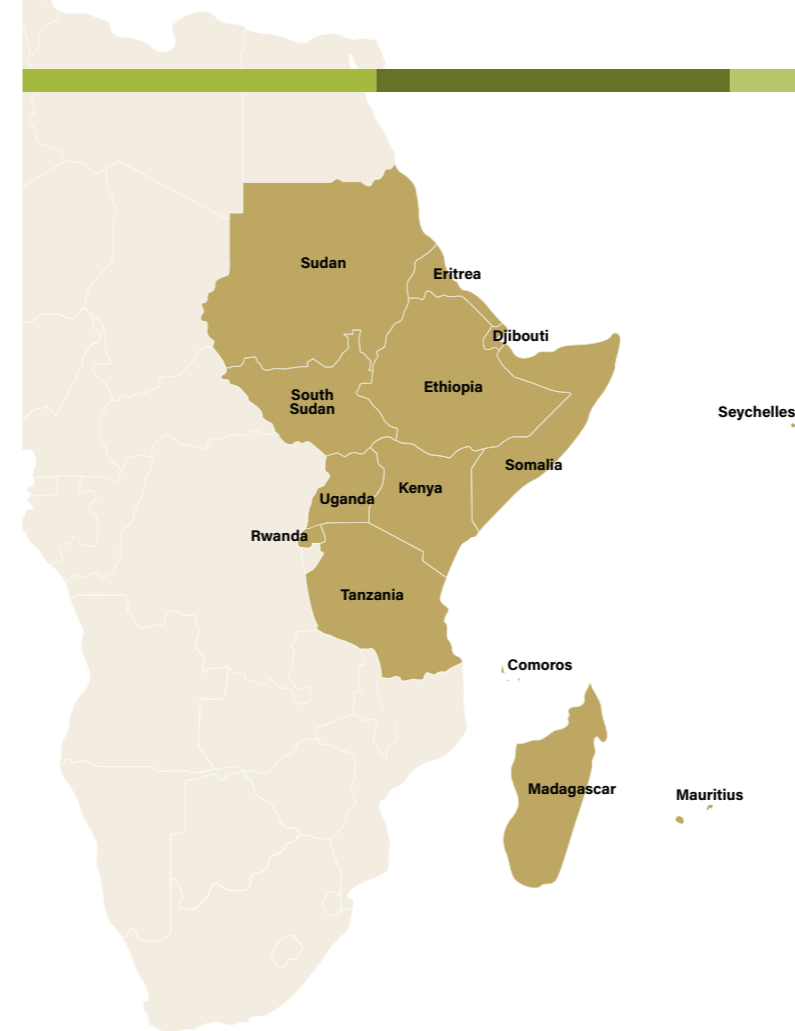 Sudan
Eritrea
Djibouti
Ethiopia
South
Sudan
Seychelles
Somalia
Kenya
Uganda
Rwanda
Tanzania
Comoros
Madagascar
Mauritius